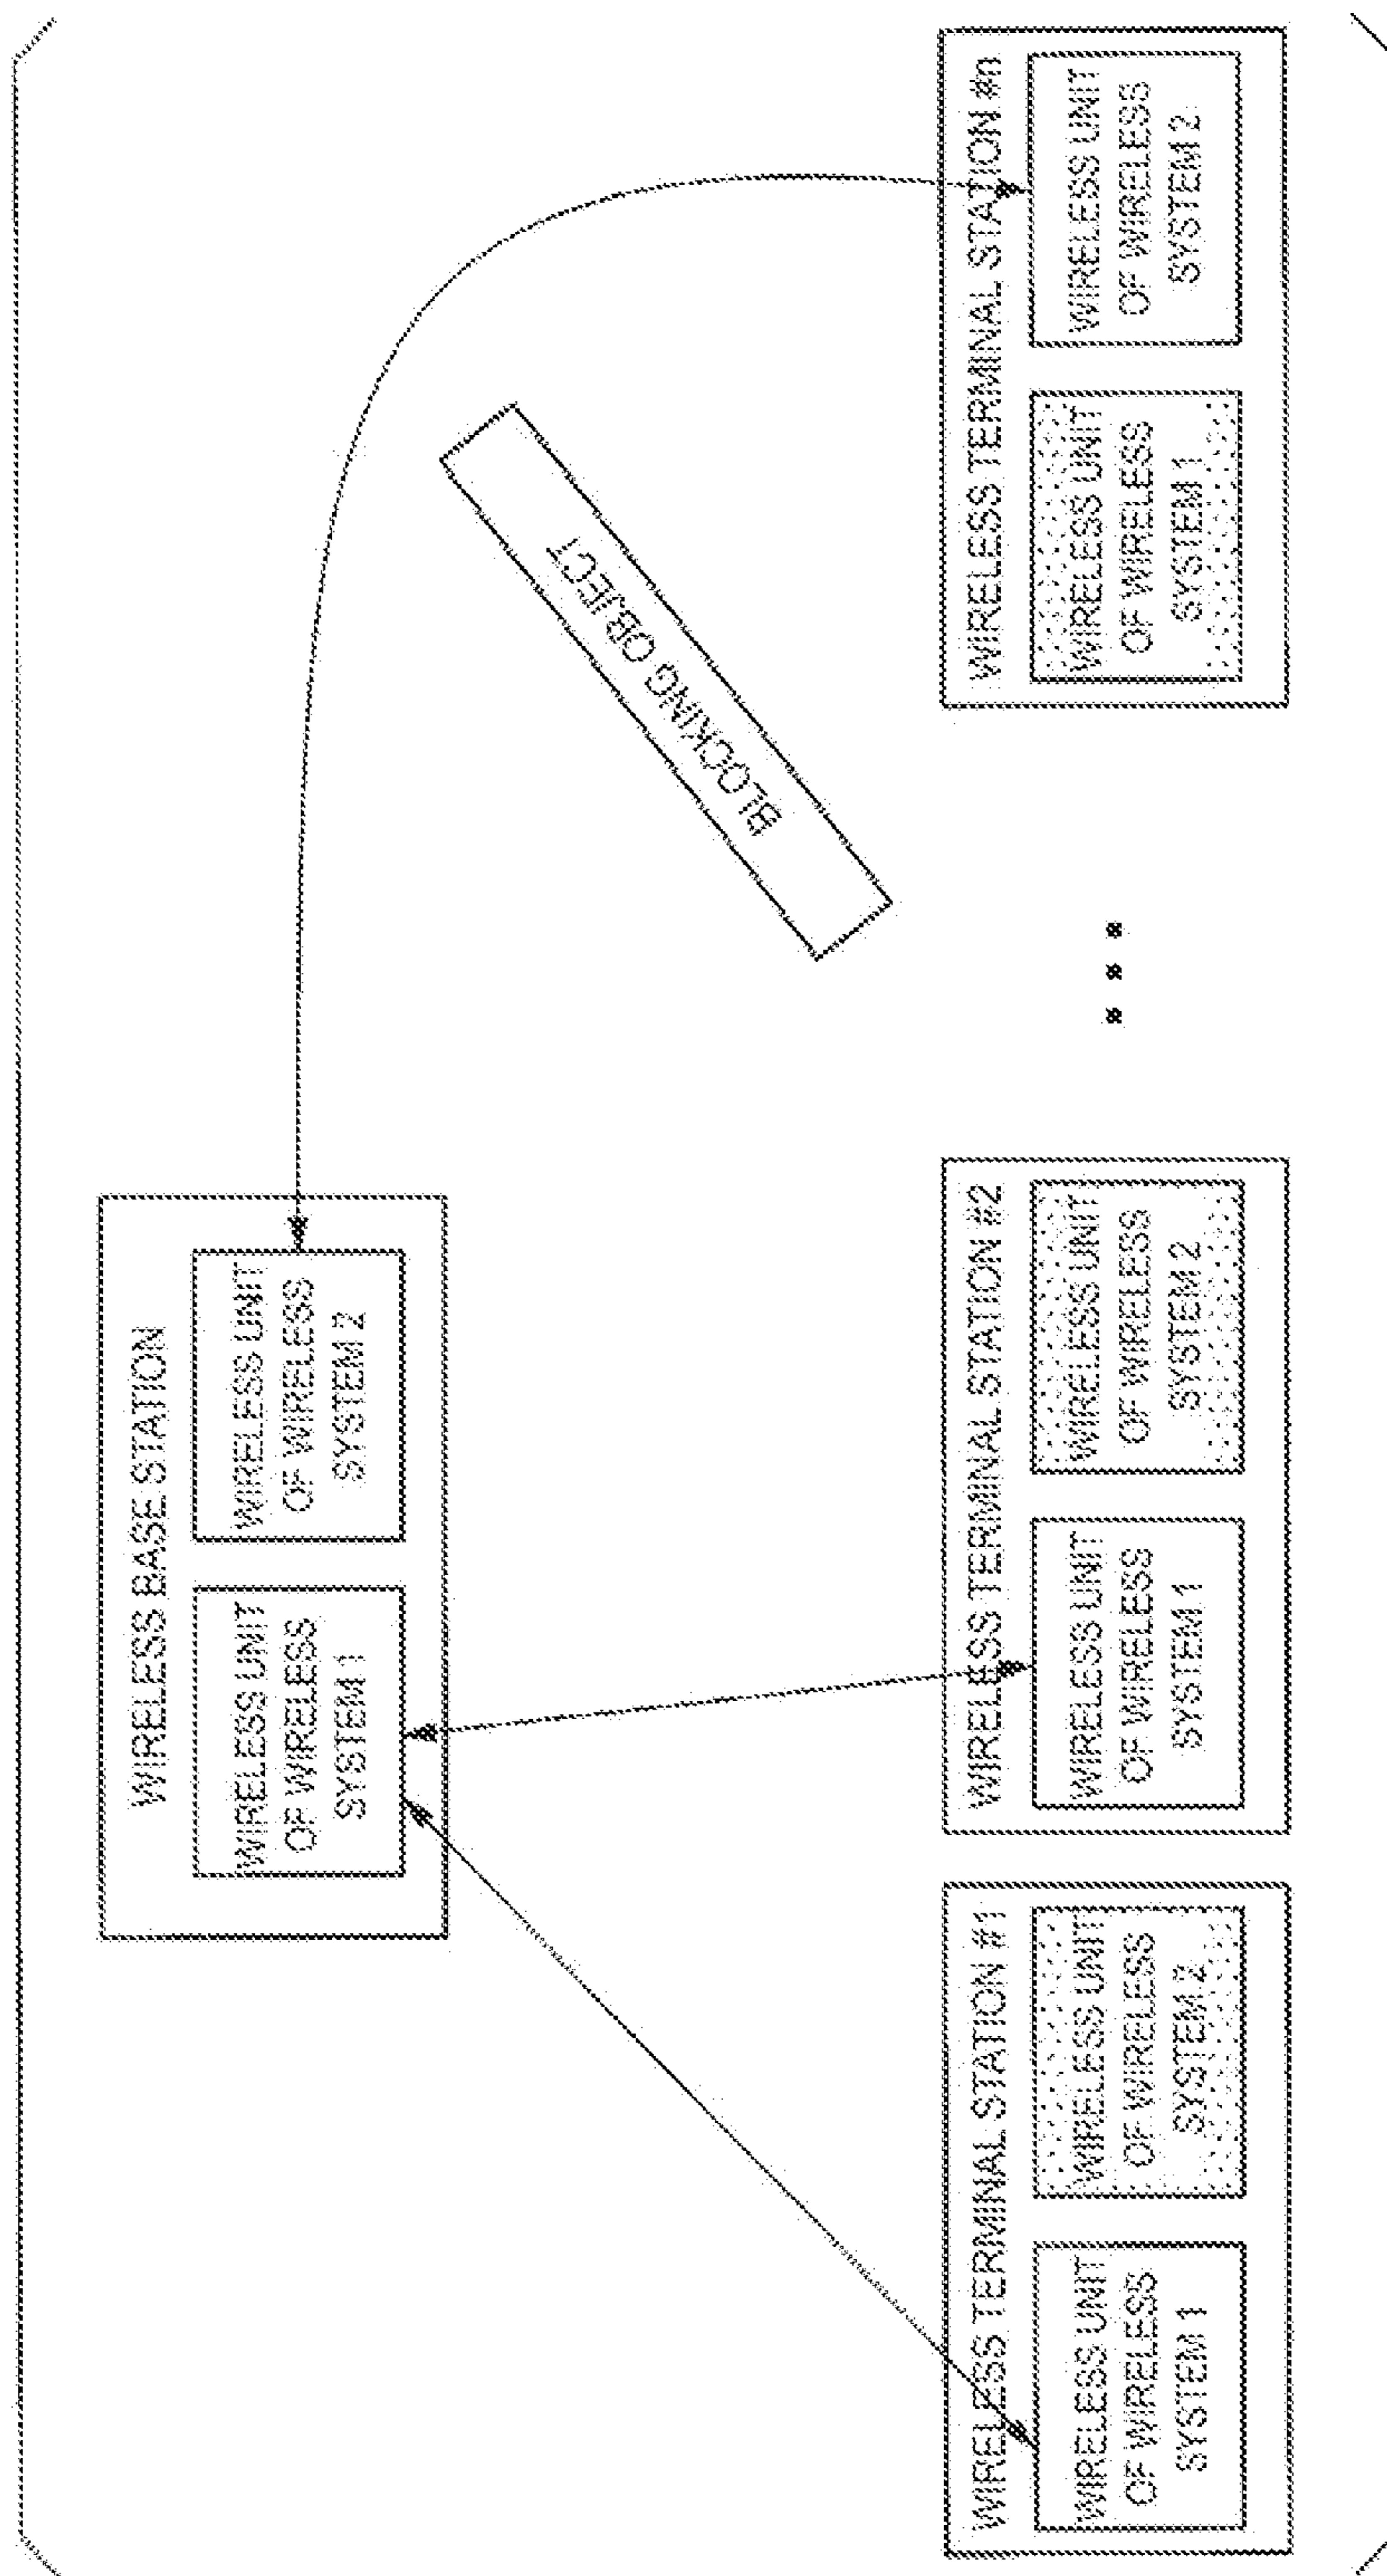 WIRELESS BASE STATION
WIRELESS UNIT
OF WIRELESS
SYSTEM 1
WIRELESS UNIT
OF WIRELESS
SYSTEM 2
BLOCKING OBJECT
WIRELESS TERMINAL STATION #1
WIRELESS UNIT
OF WIRELESS
SYSTEM 1
WIRELESS UNIT
OF WIRELESS
SYSTEM 2
WIRELESS TERMINAL STATION #2
WIRELESS UNIT
OF WIRELESS
SYSTEM 1
WIRELESS UNIT
OF WIRELESS
SYSTEM 2
• • •
WIRELESS TERMINAL STATION #n
WIRELESS UNIT
OF WIRELESS
SYSTEM 1
WIRELESS UNIT
OF WIRELESS
SYSTEM 2